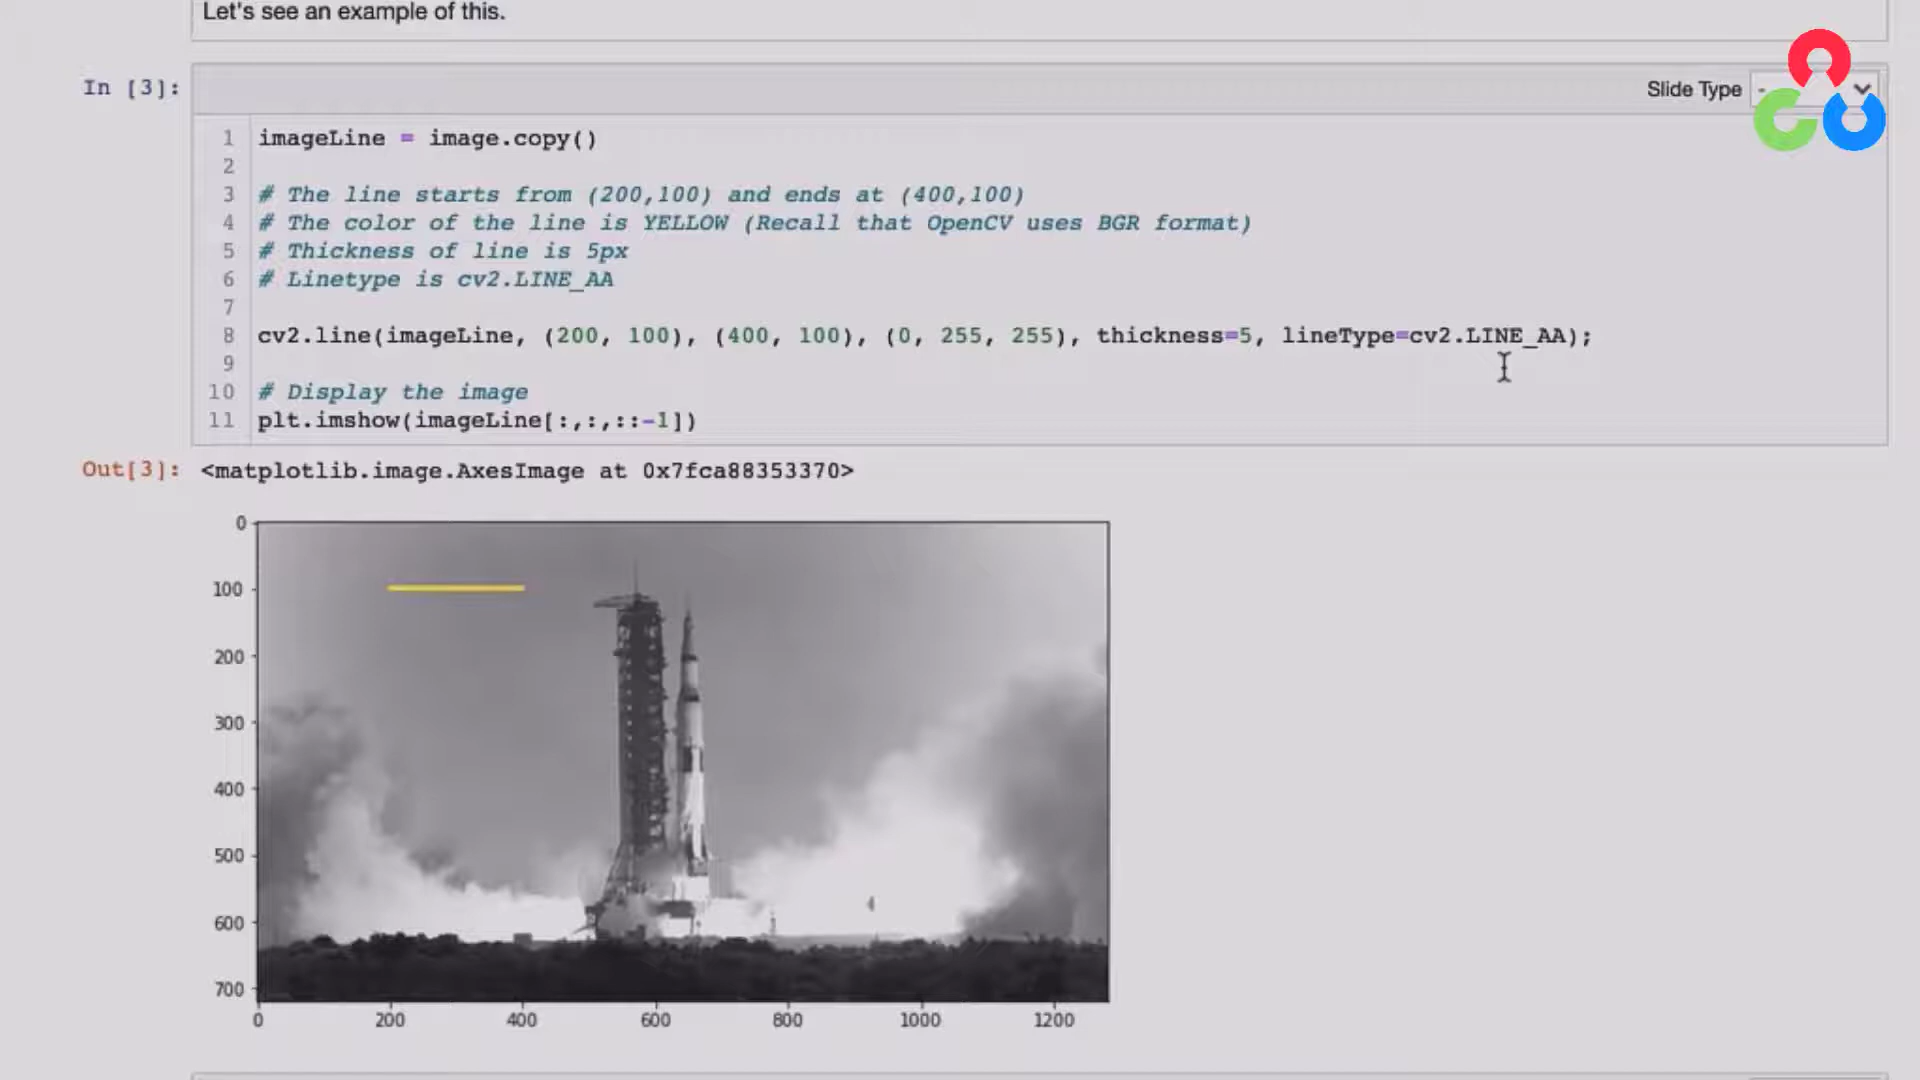 Let's see an example of this.
In [3]:
Slide Type -
1 imageLine = image.copy()
2
3 # The line starts from (200,100) and ends at (400,100)
4 # The color of the line is YELLOW (Recall that OpenCV uses BGR format)
5 # Thickness of line is 5px
6 # Linetype is cv2.LINE_AA
7
8 cv2.line(imageLine, (200, 100), (400, 100), (0, 255, 255), thickness=5, lineType=cv2.LINE_AA);
9
10 # Display the image
11 plt.imshow(imageLine[:,:,::-1])
Out[3]: <matplotlib.image.AxesImage at 0x7fca88353370>
0
100
200
300
400
500
600
700
0 200 400 600 800 1000 1200